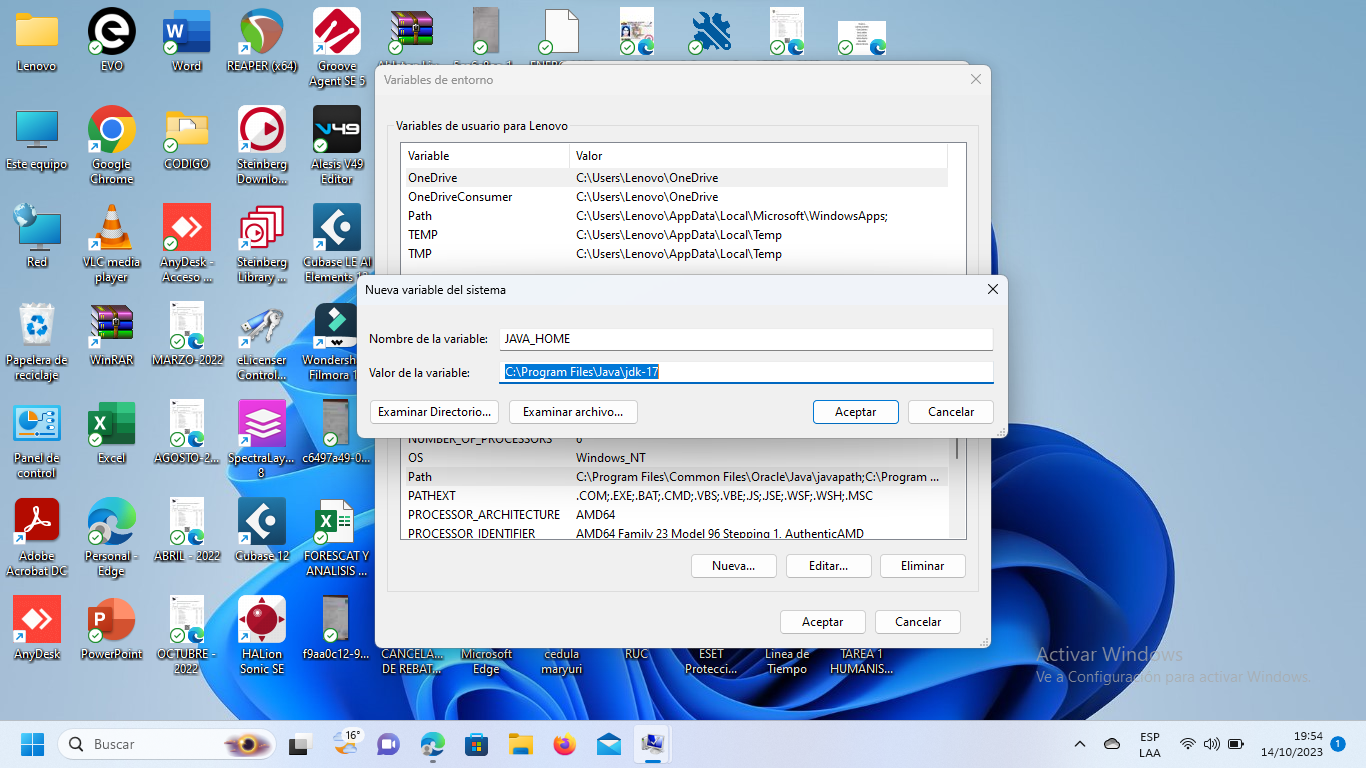 Lenovo
EVO
Word
REAPER (x64)
Groove
Agent SE 5
Este equipo
Google
Chrome
CODIGO
Steinberg
Downlo...
Alesis V49
Editor
Red
VLC media
player
AnyDesk -
Acceso ...
Steinberg
Library ...
Cubase LE AI
Elements
Papelera de
reciclaje
WinRAR
MARZO-2022
eLicenser
Control...
Wondersh
Filmora
Panel de
control
Excel
AGOSTO-2...
SpectraLay...
8
c6497a49-0...
Adobe
Acrobat DC
Personal -
Edge
ABRIL - 2022
Cubase 12
FORESCAT Y
ANALISIS ...
AnyDesk
PowerPoint
OCTUBRE -
2022
HALion
Sonic SE
f9aa0c12-9...
CANCELA...
DE REBAT...
Microsoft
Edge
cedula
maryuri
RUC
ESET
Protecci...
Linea de
Tiempo
TAREA 1
HUMANIS...
Variables de entorno
Variables de usuario para Lenovo
Variable Valor
OneDrive C:\Users\Lenovo\OneDrive
OneDriveConsumer C:\Users\Lenovo\OneDrive
Path C:\Users\Lenovo\AppData\Local\Microsoft\WindowsApps;
TEMP C:\Users\Lenovo\AppData\Local\Temp
TMP C:\Users\Lenovo\AppData\Local\Temp
Nueva variable del sistema
Nombre de la variable: JAVA_HOME
Valor de la variable: C:\Program Files\Java\jdk-17
Examinar Directorio... Examinar archivo... Aceptar Cancelar
NUMBER_OF_PROCESSORS
OS Windows_NT
Path C:\Program Files\Common Files\Oracle\Java\javapath;C:\Program ...
PATHEXT .COM;.EXE;.BAT;.CMD;.VBS;.VBE;.JS;.JSE;.WSF;.WSH;.MSC
PROCESSOR_ARCHITECTURE AMD64
PROCESSOR_IDENTIFIER AMD64 Family 23 Model 96 Stepping 1, AuthenticAMD
Nueva... Editar... Eliminar
Aceptar Cancelar
Activar Windows
Ve a Configuración para activar Windows.
Buscar
16°
ESP
LAA
19:54
14/10/2023
1